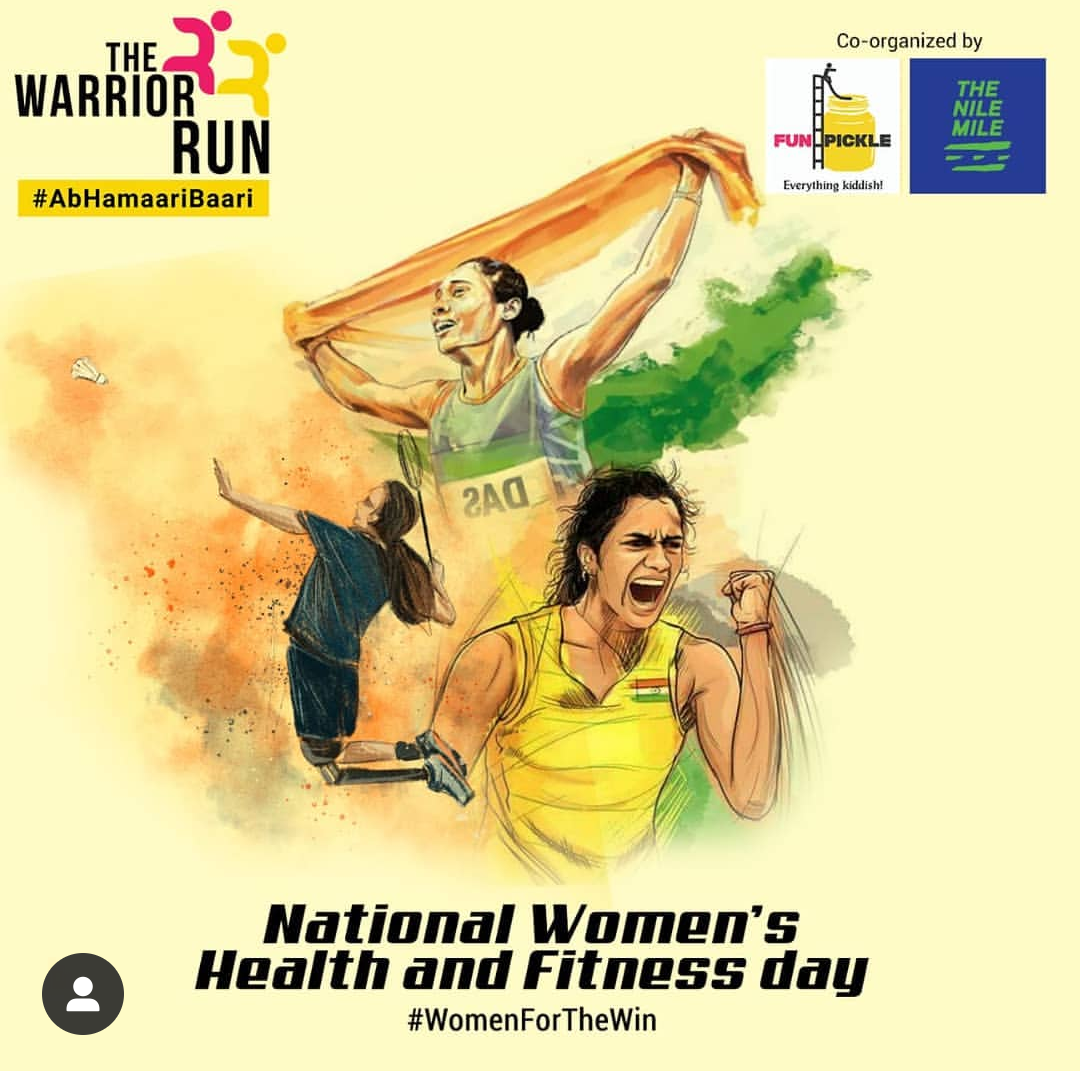 THE
WARRIOR
RUN
#AbHamaariBaari
Co-organized by
FUN PICKLE
Everything kiddish!
THE
NILE
MILE
DAS
National Women's
Health and Fitness day
#WomenForTheWin